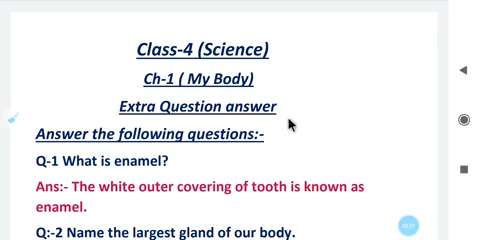 Class-4 (Science)
Ch-1 ( My Body)
Extra Question answer
Answer the following questions:-
Q-1 What is enamel?
Ans:- The white outer covering of tooth is known as
enamel.
Q:-2 Name the largest gland of our body.